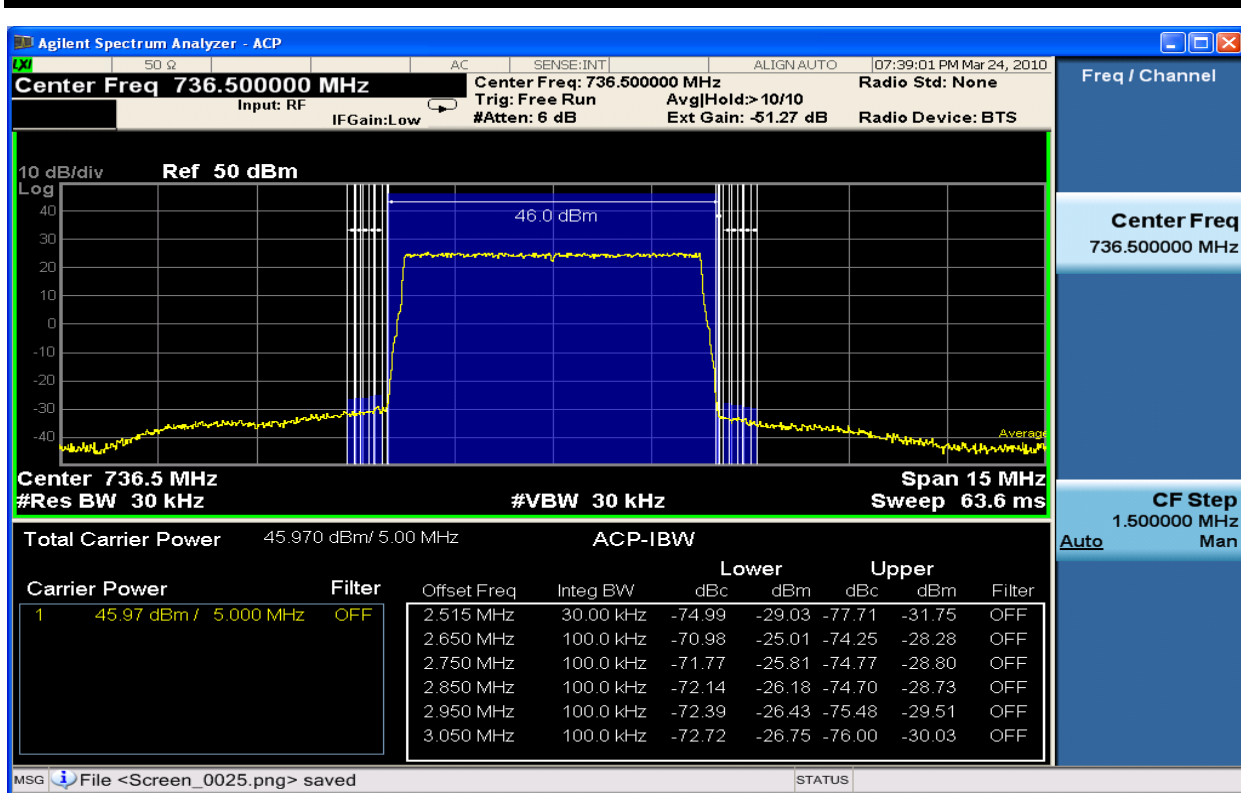 Agilent Spectrum Analyzer - ACP
LXI 50 Ω AC SENSE:INT ALIGN AUTO 07:39:01 PM Mar 24, 2010
Center Freq 736.500000 MHz
Input: RF
IFGain:Low
Center Freq: 736.500000 MHz
Trig: Free Run Avg|Hold:> 10/10
#Atten: 6 dB Ext Gain: -51.27 dB
Radio Std: None
Radio Device: BTS
Freq / Channel
10 dB/div Ref 50 dBm
Log
40
30
20
10
0
-10
-20
-30
-40
46.0 dBm
Average
Center Freq
736.500000 MHz
Center 736.5 MHz Span 15 MHz
#Res BW 30 kHz #VBW 30 kHz Sweep 63.6 ms
CF Step
1.500000 MHz
Auto Man
Total Carrier Power 45.970 dBm/ 5.00 MHz ACP-IBW
Lower Upper
Carrier Power Filter Offset Freq Integ BW dBc dBm dBc dBm Filter
1 45.97 dBm / 5.000 MHz OFF
2.515 MHz 30.00 kHz -74.99 -29.03 -77.71 -31.75 OFF
2.650 MHz 100.0 kHz -70.98 -25.01 -74.25 -28.28 OFF
2.750 MHz 100.0 kHz -71.77 -25.81 -74.77 -28.80 OFF
2.850 MHz 100.0 kHz -72.14 -26.18 -74.70 -28.73 OFF
2.950 MHz 100.0 kHz -72.39 -26.43 -75.48 -29.51 OFF
3.050 MHz 100.0 kHz -72.72 -26.75 -76.00 -30.03 OFF
MSG File <Screen_0025.png> saved STATUS